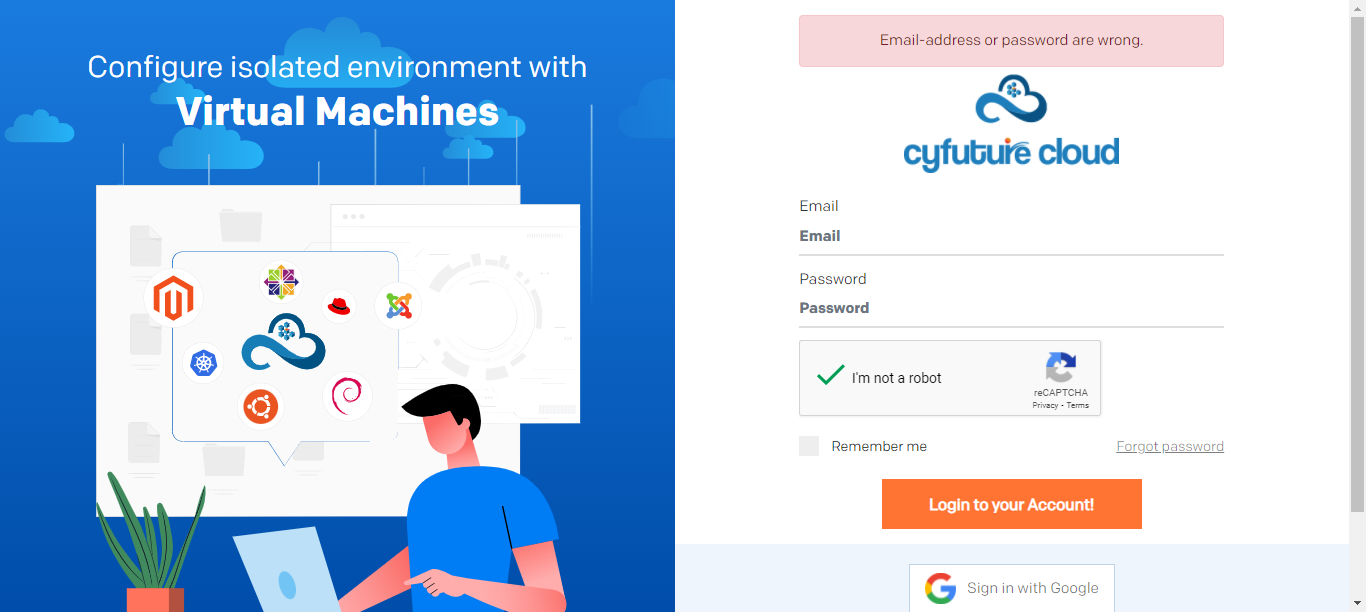 Configure isolated environment with
Virtual Machines
Email-address or password are wrong.
cyfuture cloud
Email
Email
Password
Password
I'm not a robot
reCAPTCHA
Privacy - Terms
Remember me
Forgot password
Login to your Account!
Sign in with Google